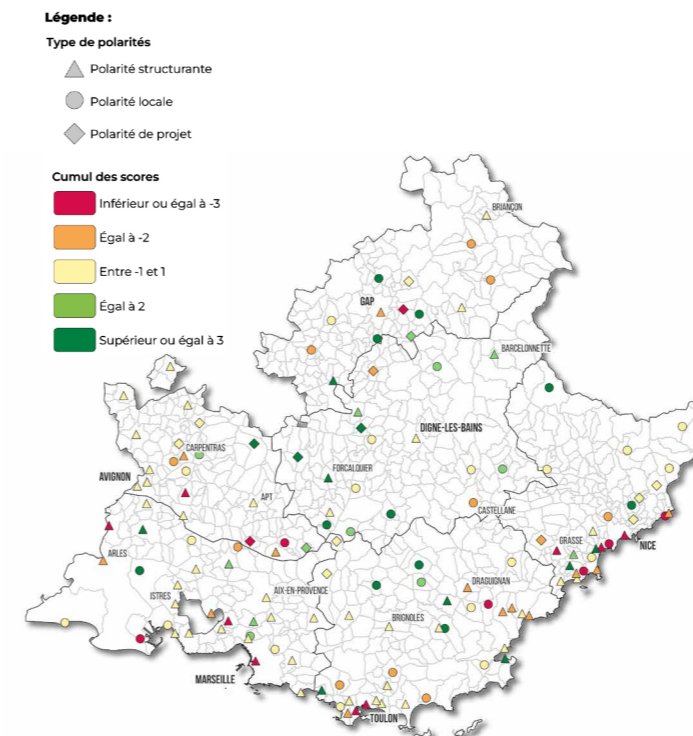 Légende :
Type de polarités
Polarité structurante
Polarité locale
Polarité de projet
Cumul des scores
Inférieur ou égal à -3
Égal à -2
Entre -1 et 1
Égal à 2
Supérieur ou égal à 3
BRIANÇON
GAP
BARCELONNETTE
DIGNE-LES-BAINS
CARPENTRAS
AVIGNON
FORCALQUIER
APT
CASTELLANE
GRASSE
NICE
ARLES
DRAGUIGNAN
ISTRES
AIX-EN-PROVENCE
BRIGNOLES
MARSEILLE
TOULON